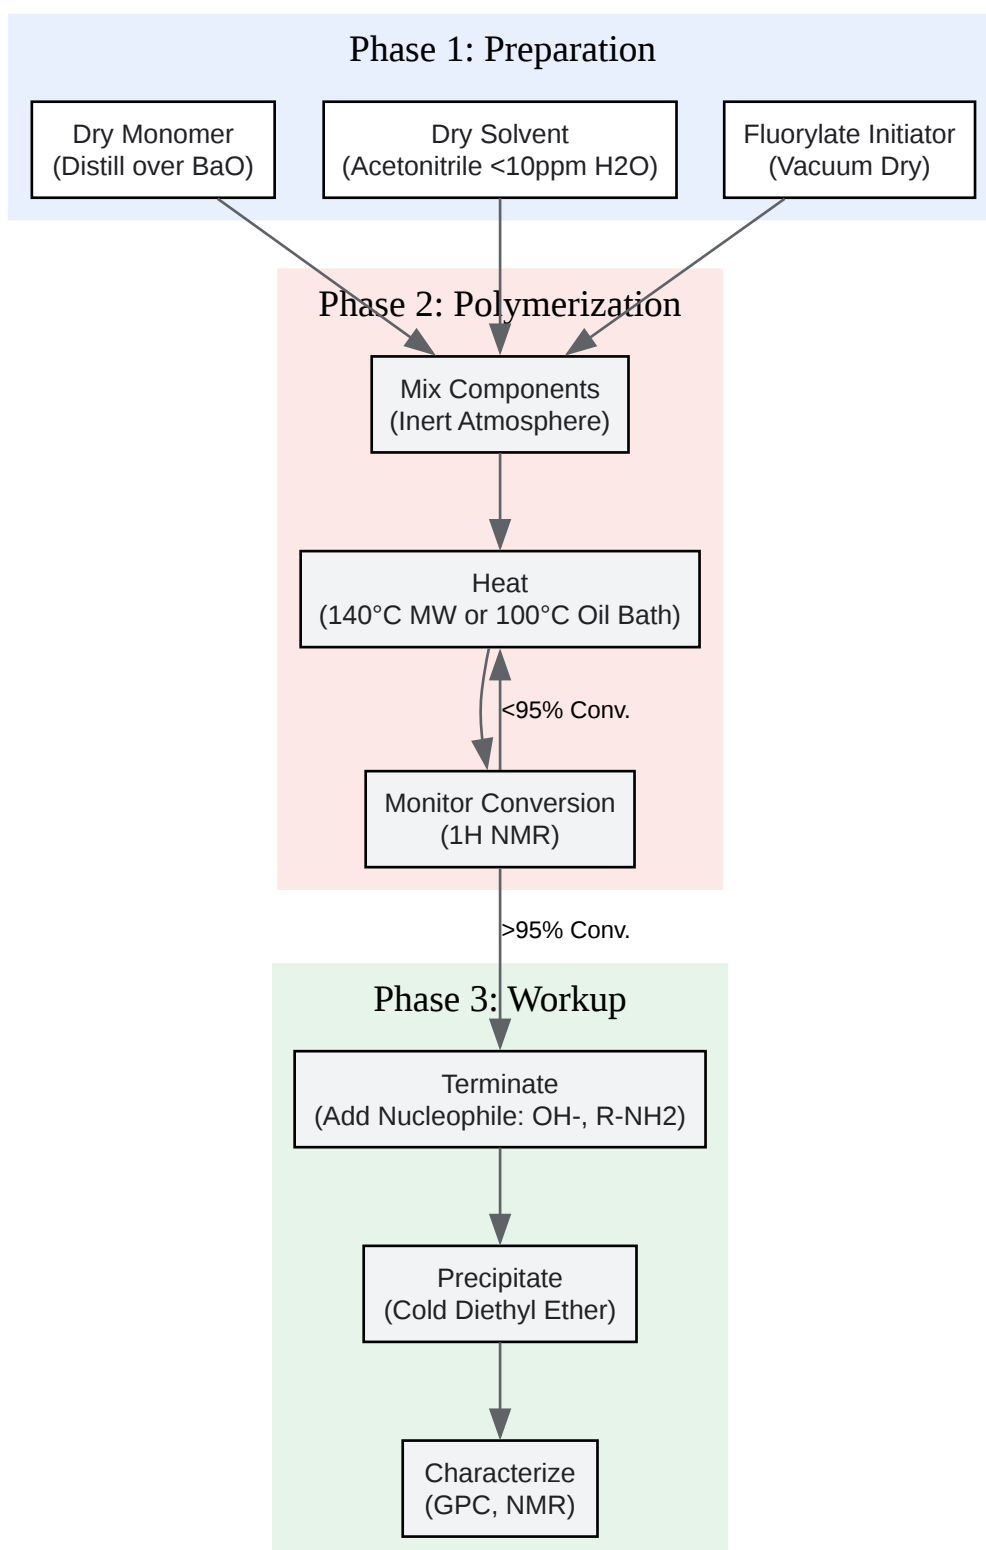 Phase 1: Preparation
Dry Monomer
(Distill over BaO)
Dry Solvent
(Acetonitrile <10ppm H2O)
Fluorylate Initiator
(Vacuum Dry)
Phase 2: Polymerization
Mix Components
(Inert Atmosphere)
Heat
(140°C MW or 100°C Oil Bath)
<95% Conv.
Monitor Conversion
(1H NMR)
>95% Conv.
Phase 3: Workup
Terminate
(Add Nucleophile: OH-, R-NH2)
Precipitate
(Cold Diethyl Ether)
Characterize
(GPC, NMR)